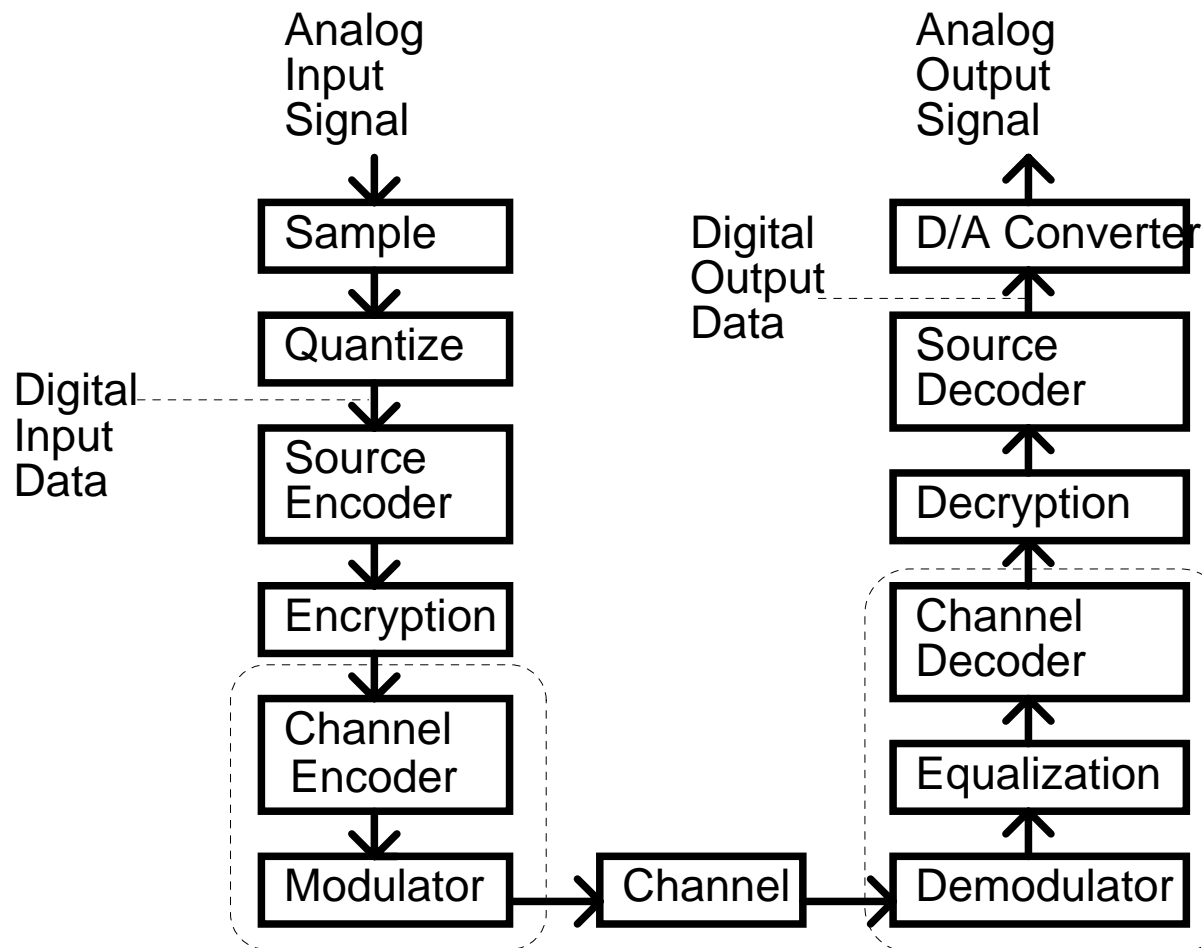 Analog
Input
Signal
Sample
Quantize
Digital
Input
Data
Source
Encoder
Encryption
Channel
Encoder
Modulator
Channel
Demodulator
Equalization
Channel
Decoder
Decryption
Source
Decoder
Digital
Output
Data
D/A Converter
Analog
Output
Signal